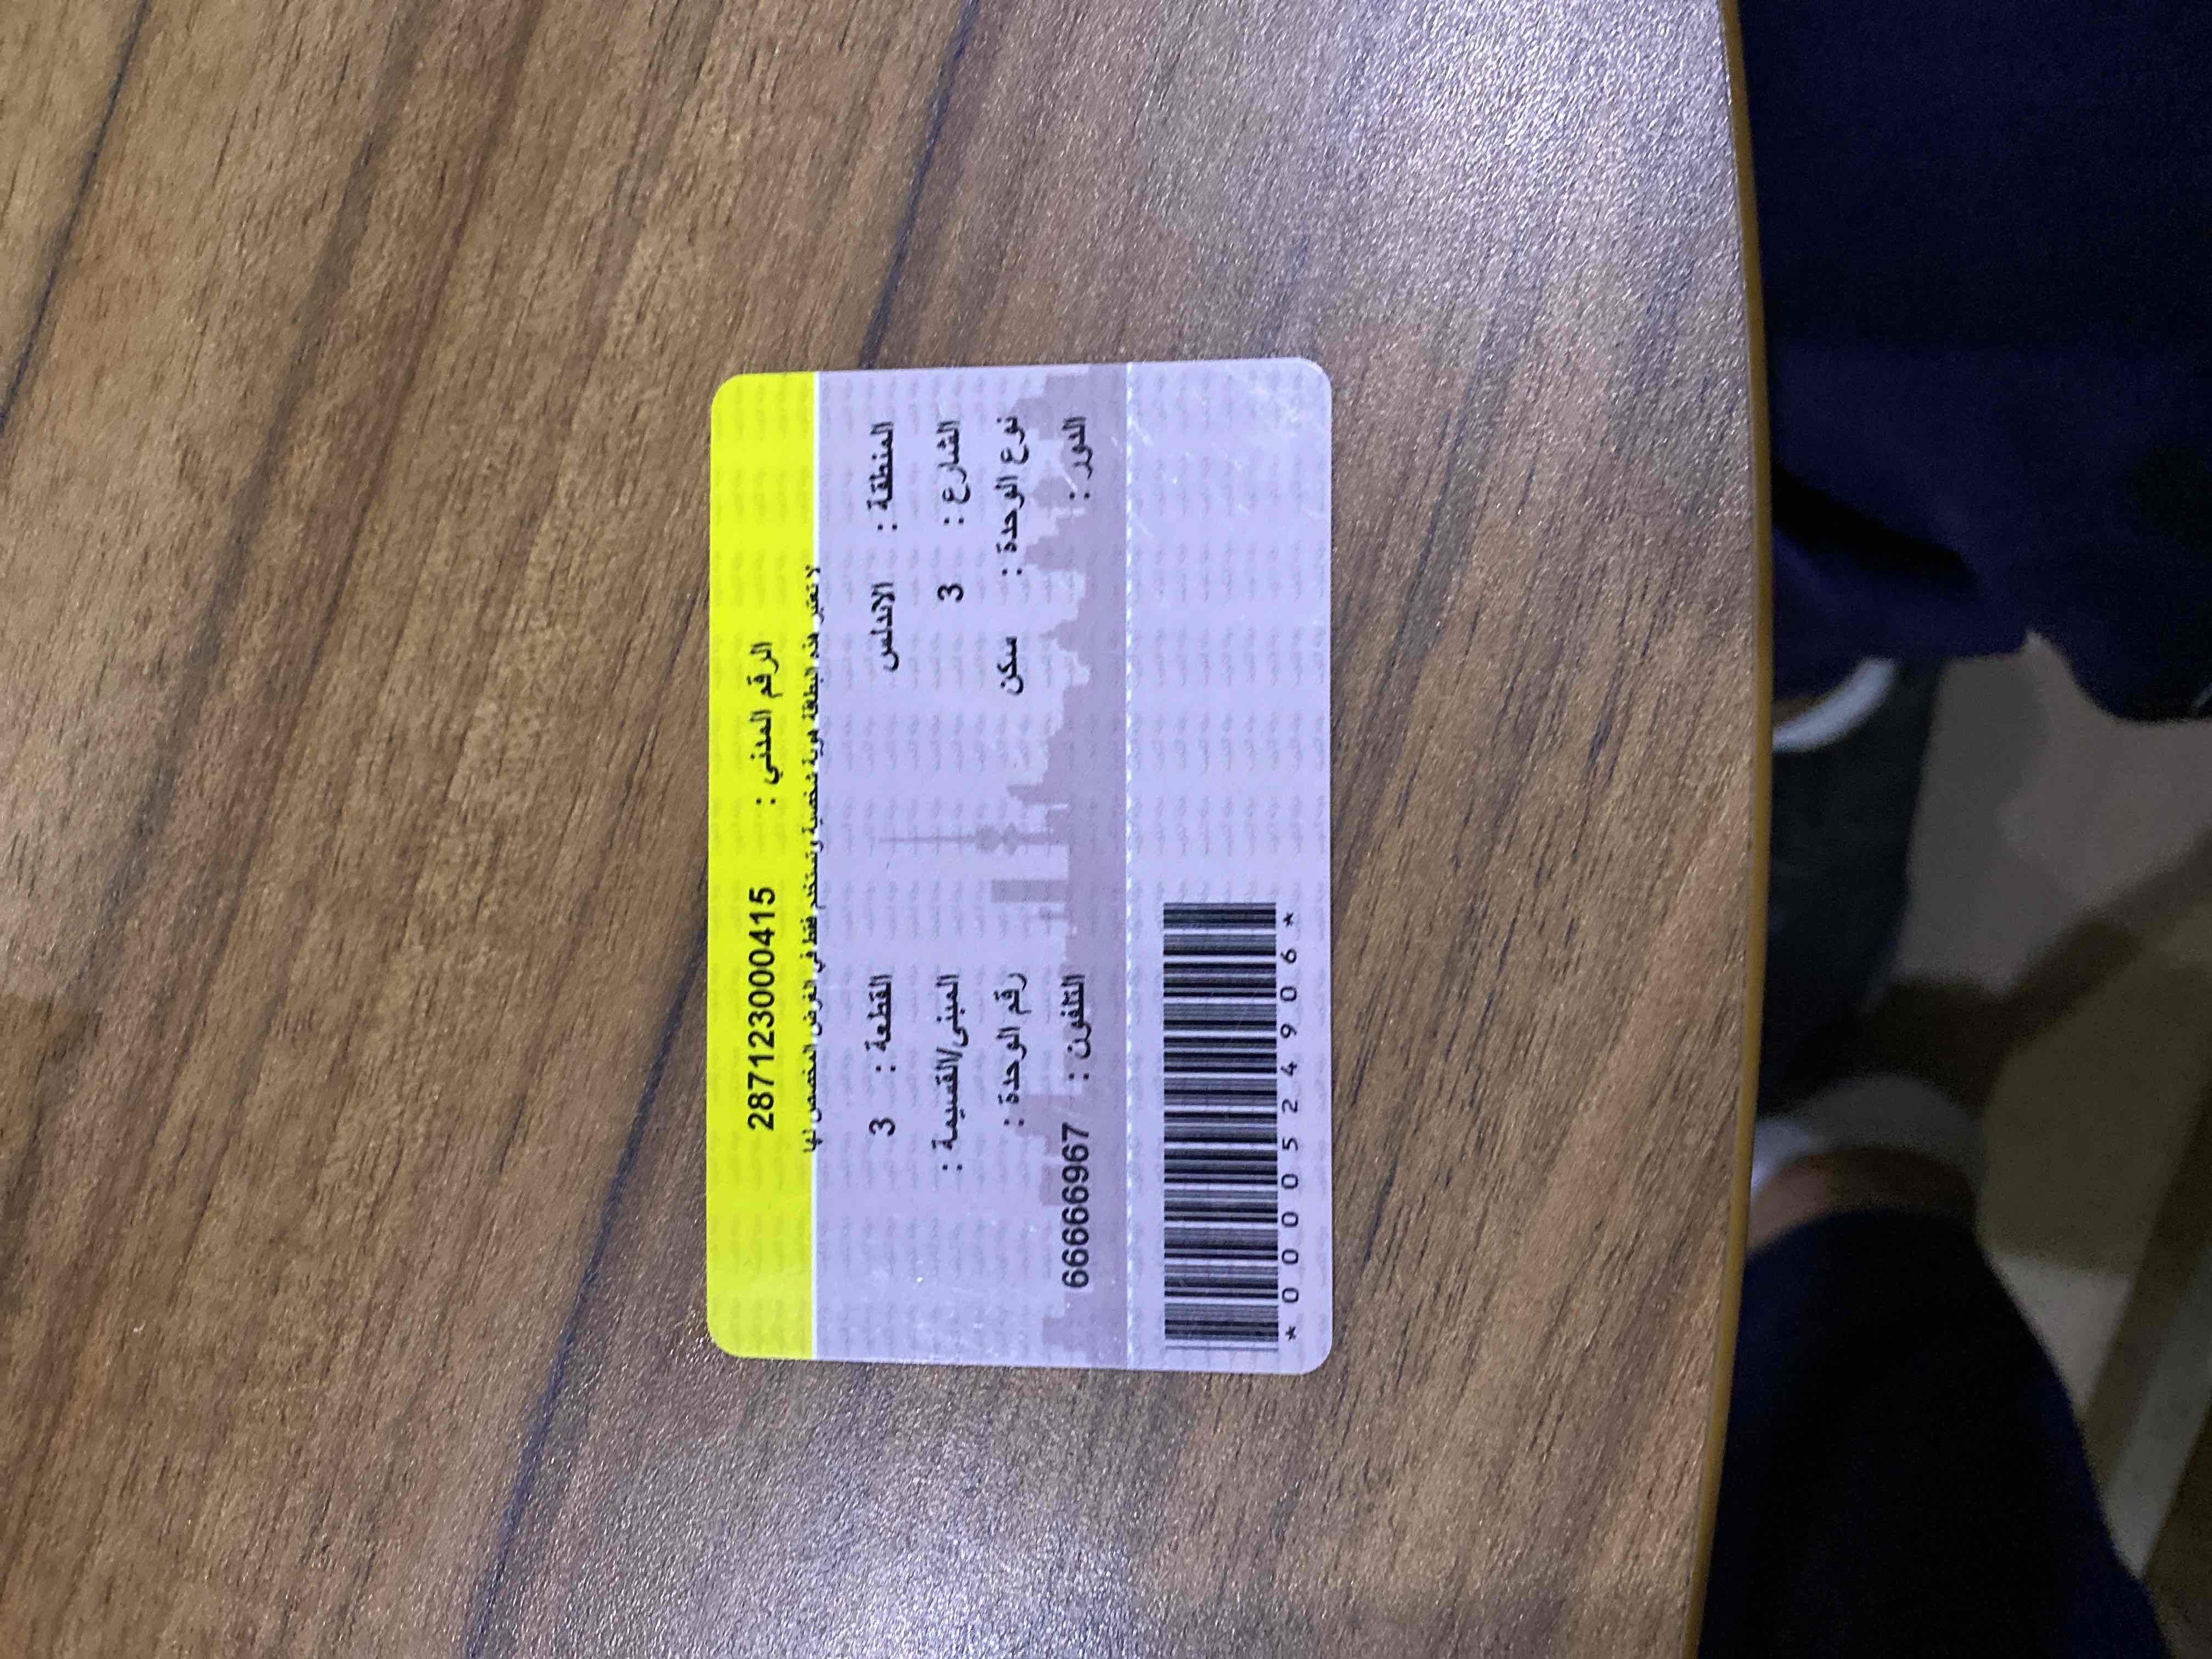 الرقم المدني : 287123000415
لا تعتبر هذه البطاقة هوية شخصية وتستخدم فقط في الغرض المخصص لها
المنطقة : الاندلس القطعة : 3
الشارع : 3 المبنى/القسيمة :
نوع الوحدة : سكن رقم الوحدة :
الدور : التلفون : 66666967
*0000524906*